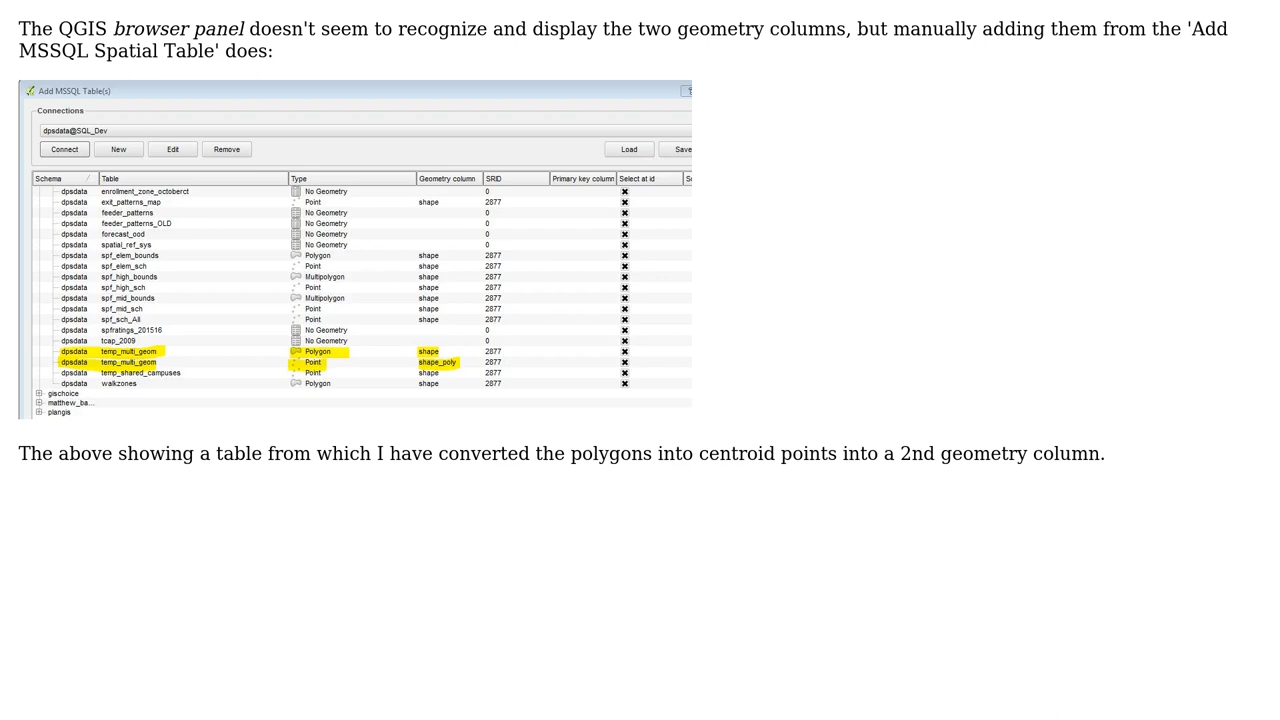 The QGIS browser panel doesn't seem to recognize and display the two geometry columns, but manually adding them from the 'Add
MSSQL Spatial Table' does:
Add MSSQL Table(s)
Connections
dpsdata@SQL_Dev
Connect New Edit Remove Load Save
Schema Table Type Geometry column SRID Primary key column Select at id
dpsdata enrollment_zone_octoberct No Geometry 0
dpsdata exit_patterns_map Point shape 2877
dpsdata feeder_patterns No Geometry 0
dpsdata feeder_patterns_OLD No Geometry 0
dpsdata forecast_ood No Geometry 0
dpsdata spatial_ref_sys No Geometry 0
dpsdata spf_elem_bounds Polygon shape 2877
dpsdata spf_elem_sch Point shape 2877
dpsdata spf_high_bounds Multipolygon shape 2877
dpsdata spf_high_sch Point shape 2877
dpsdata spf_mid_bounds Multipolygon shape 2877
dpsdata spf_mid_sch Point shape 2877
dpsdata spf_sch_All Point shape 2877
dpsdata spfratings_201516 No Geometry 0
dpsdata tcap_2009 No Geometry 0
dpsdata temp_multi_geom Polygon shape 2877
dpsdata temp_multi_geom Point shape_poly 2877
dpsdata temp_shared_campuses Point shape 2877
dpsdata walkzones Polygon shape 2877
gischoice
matthew_ba...
plangis
The above showing a table from which I have converted the polygons into centroid points into a 2nd geometry column.